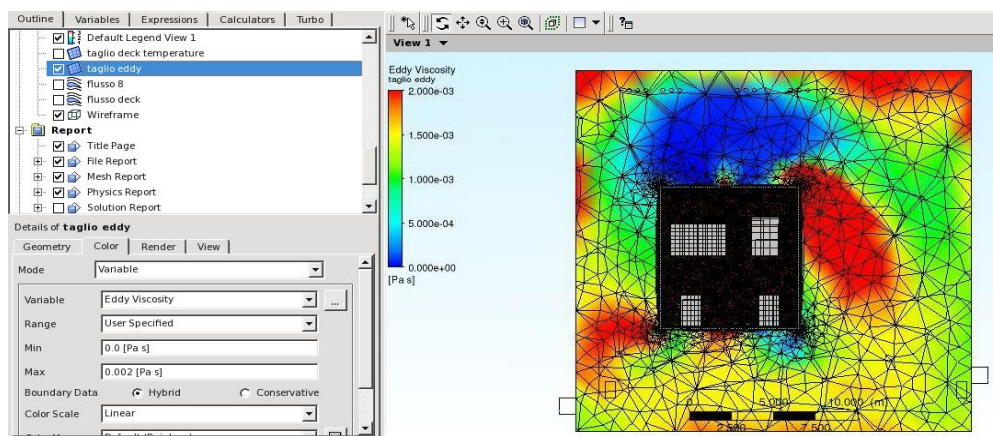 Outline Variables Expressions Calculators Turbo
Default Legend View 1
taglio deck temperature
taglio eddy
flusso 8
flusso deck
Wireframe
Report
Title Page
File Report
Mesh Report
Physics Report
Solution Report
Details of taglio eddy
Geometry Color Render View
Mode Variable
Variable Eddy Viscosity ...
Range User Specified
Min 0.0 [Pa s]
Max 0.002 [Pa s]
Boundary Data Hybrid Conservative
Color Scale Linear
View 1
Eddy Viscosity
taglio eddy
2.000e-03
1.500e-03
1.000e-03
5.000e-04
0.000e+00
[Pa s]
0 5.000 10.000 (m)
2.500 7.500